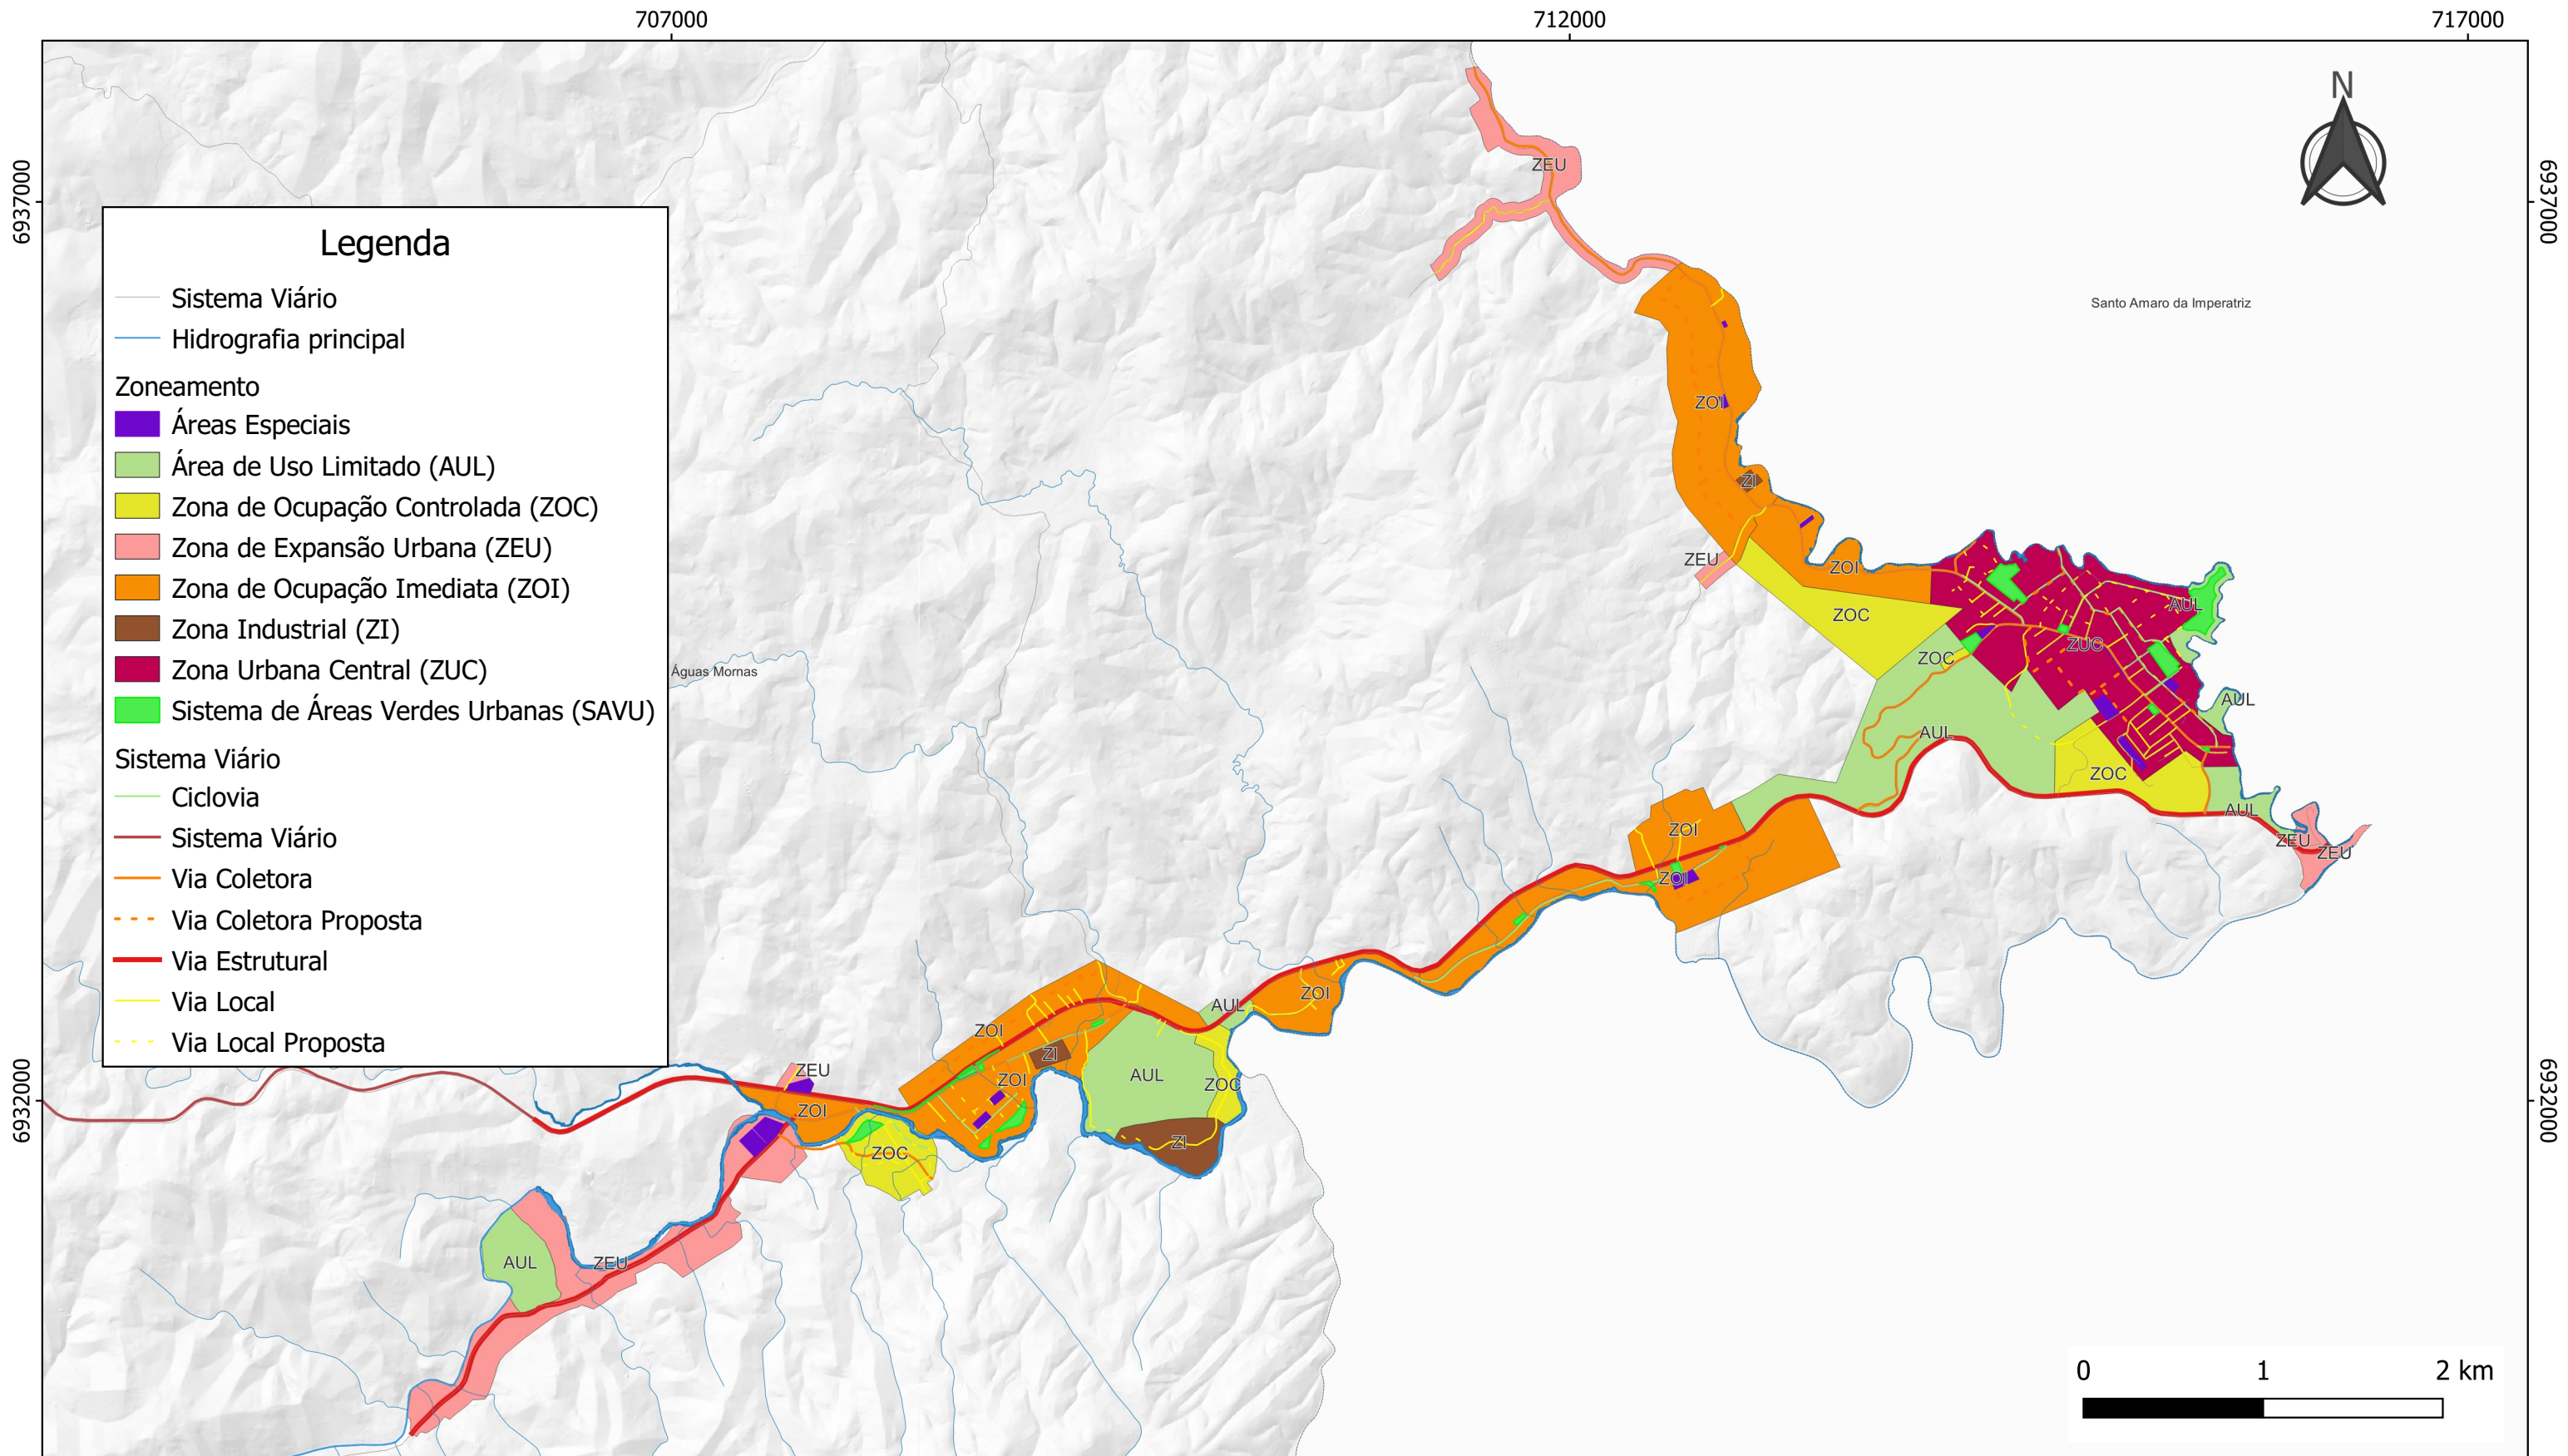 707000
712000
717000
N
6937000
6937000
ZEU
Santo Amaro da Imperatriz
Legenda
Sistema Viário
Hidrografia principal
Zoneamento
Áreas Especiais
Área de Uso Limitado (AUL)
Zona de Ocupação Controlada (ZOC)
Zona de Expansão Urbana (ZEU)
Zona de Ocupação Imediata (ZOI)
Zona Industrial (ZI)
Zona Urbana Central (ZUC)
Sistema de Áreas Verdes Urbanas (SAVU)
Sistema Viário
Ciclovia
Sistema Viário
Via Coletora
Via Coletora Proposta
Via Estrutural
Via Local
Via Local Proposta
ZOI
ZI
ZEU
ZOI
ZOC
AUL
ZUC
ZOC
Águas Mornas
AUL
AUL
ZOC
AUL
ZOI
ZEU
ZEU
ZOI
ZOI
AUL
ZOI
ZI
ZEU
ZOI
AUL
ZOC
ZOI
ZI
ZOC
AUL
ZEU
6932000
6932000
0 1 2 km